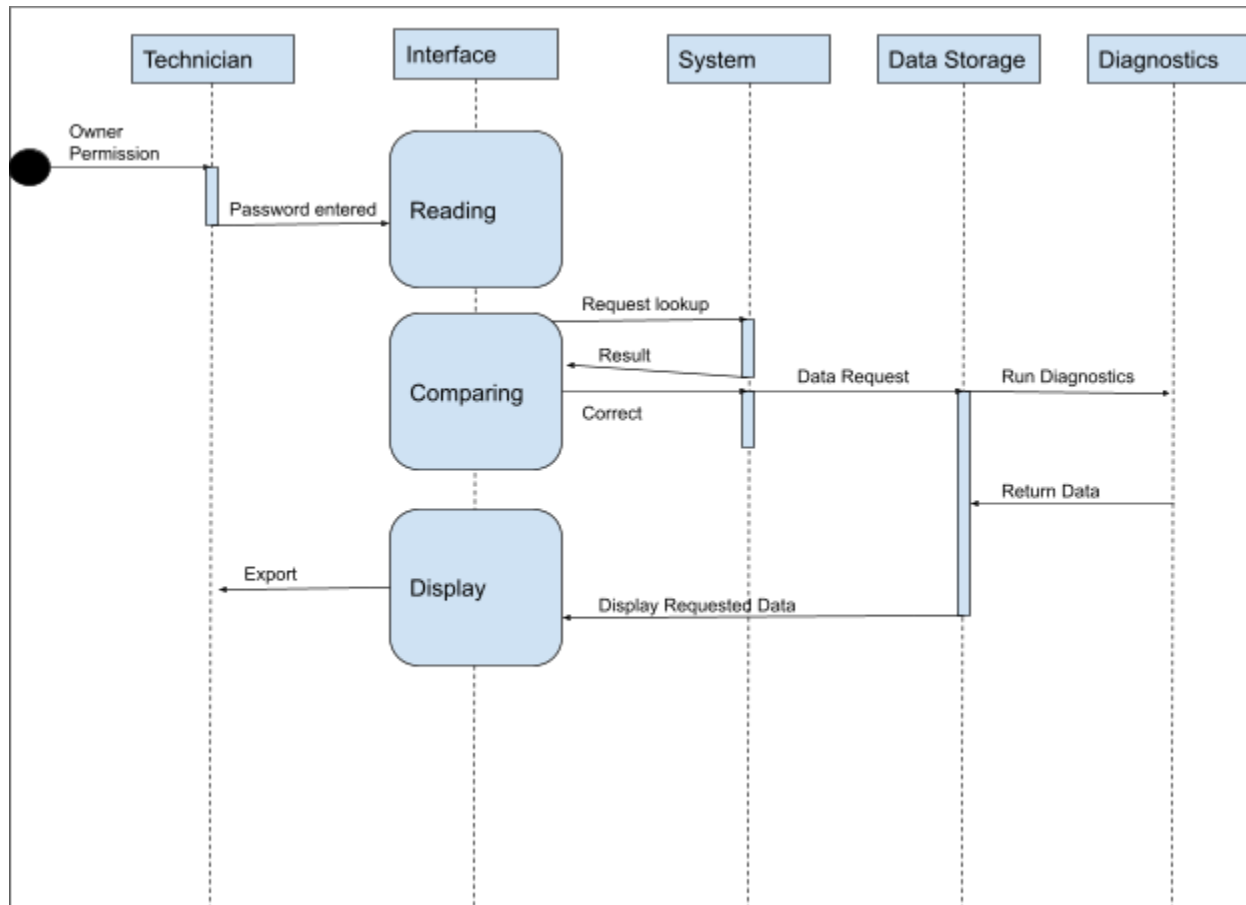 Technician
Interface
System
Data Storage
Diagnostics
Owner
Permission
Password entered
Reading
Request lookup
Result
Comparing
Data Request
Run Diagnostics
Correct
Return Data
Export
Display
Display Requested Data